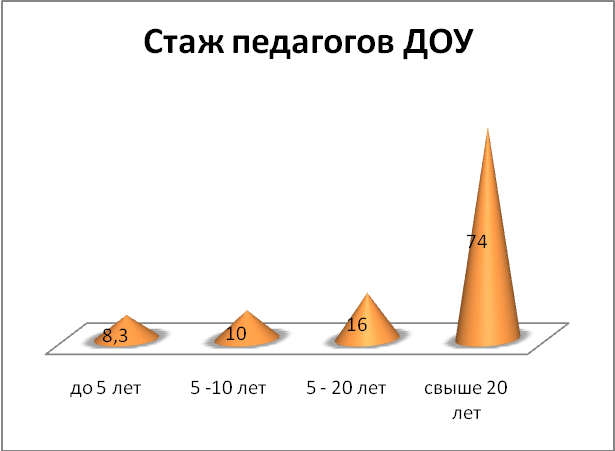 Стаж педагогов ДОУ
74
8,3
10
16
до 5 лет
5 -10 лет
5 - 20 лет
свыше 20
лет